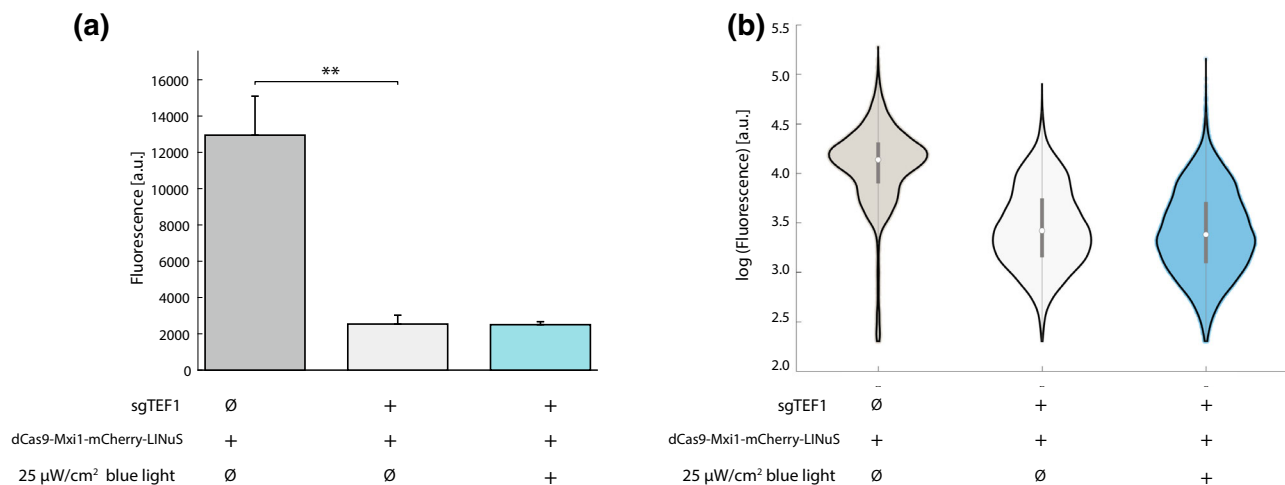 (a)
**
Fluorescence [a.u.]
16000
14000
12000
10000
8000
6000
4000
2000
0
sgTEF1 Ø + +
dCas9-Mxi1-mCherry-LINuS + + +
25 µW/cm² blue light Ø Ø +
(b)
log (Fluorescence) [a.u.]
5.5
5.0
4.5
4.0
3.5
3.0
2.5
2.0
– – –
sgTEF1 Ø + +
dCas9-Mxi1-mCherry-LINuS + + +
25 µW/cm² blue light Ø Ø +